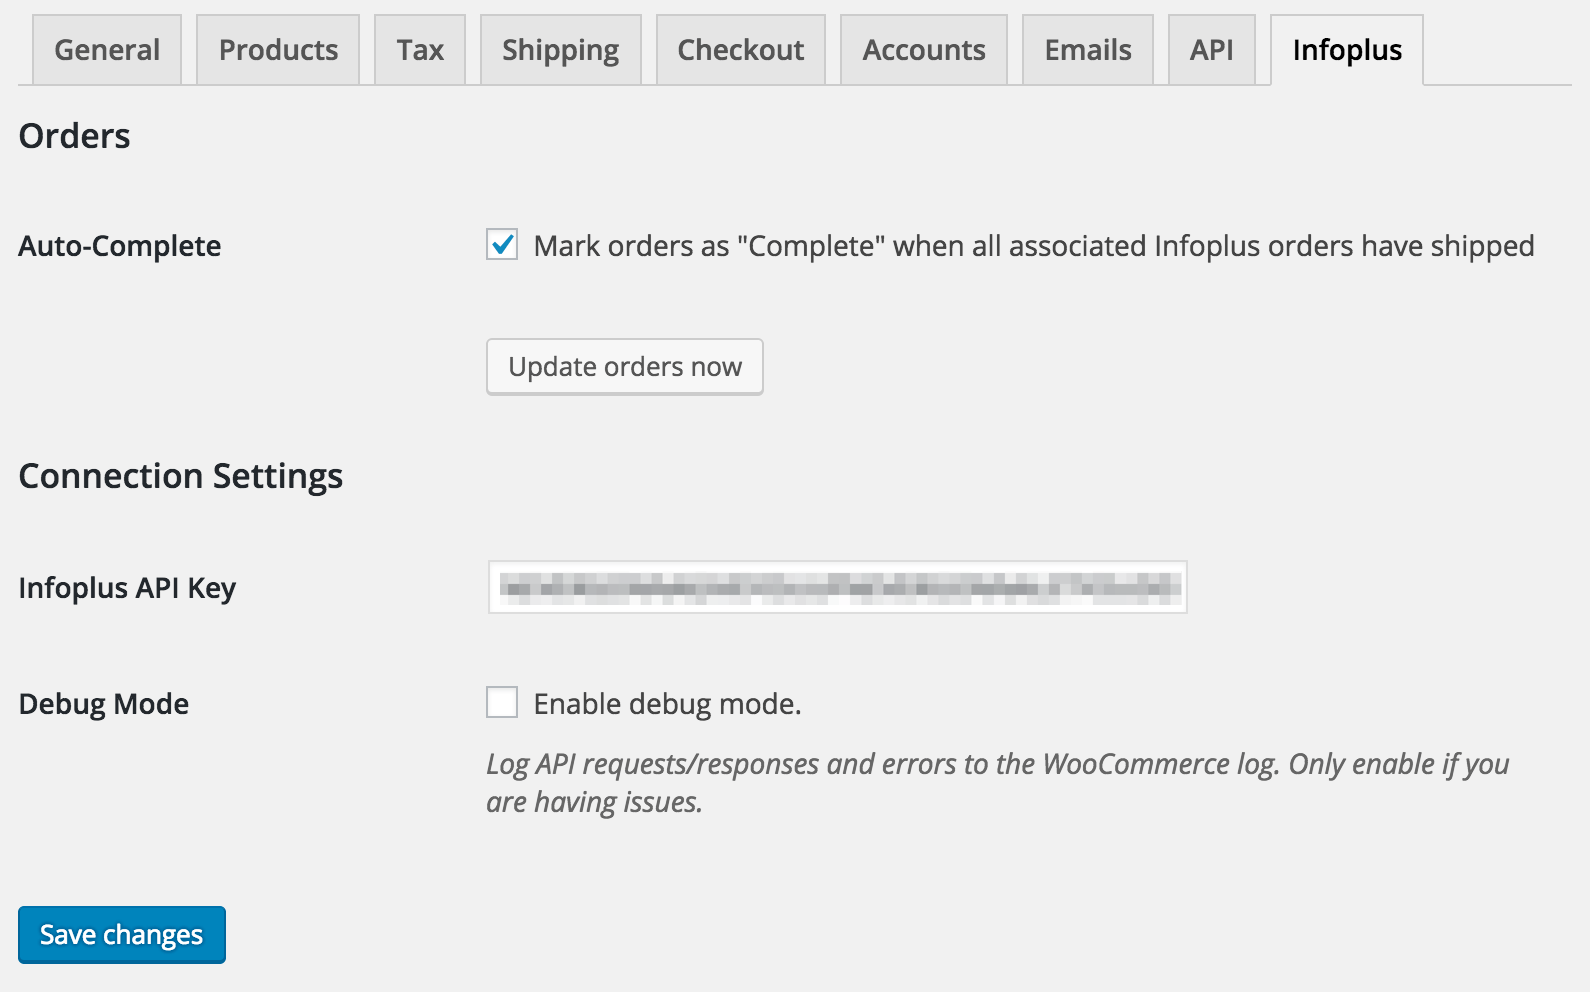 General Products Tax Shipping Checkout Accounts Emails API Infoplus
Orders
Auto-Complete
Mark orders as "Complete" when all associated Infoplus orders have shipped
Update orders now
Connection Settings
Infoplus API Key
Debug Mode
Enable debug mode.
Log API requests/responses and errors to the WooCommerce log. Only enable if you
are having issues.
Save changes